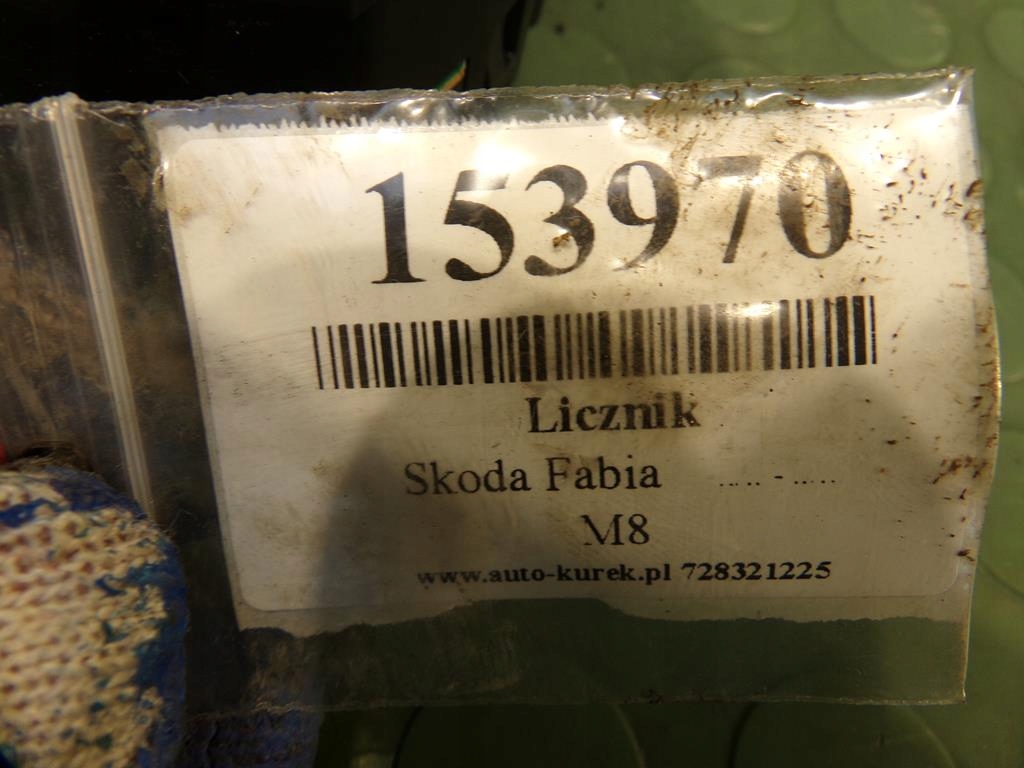 153970
Licznik
Skoda Fabia ..... - .....
M8
www.auto-kurek.pl 728321225